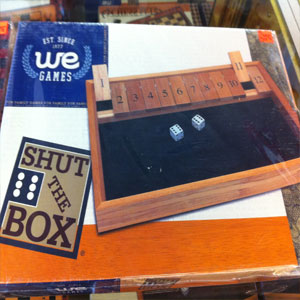 EST. SINCE 1977
we
GAMES
SHUT
THE
BOX
1 2 3 4 5 6 7 8 9 10 11 12